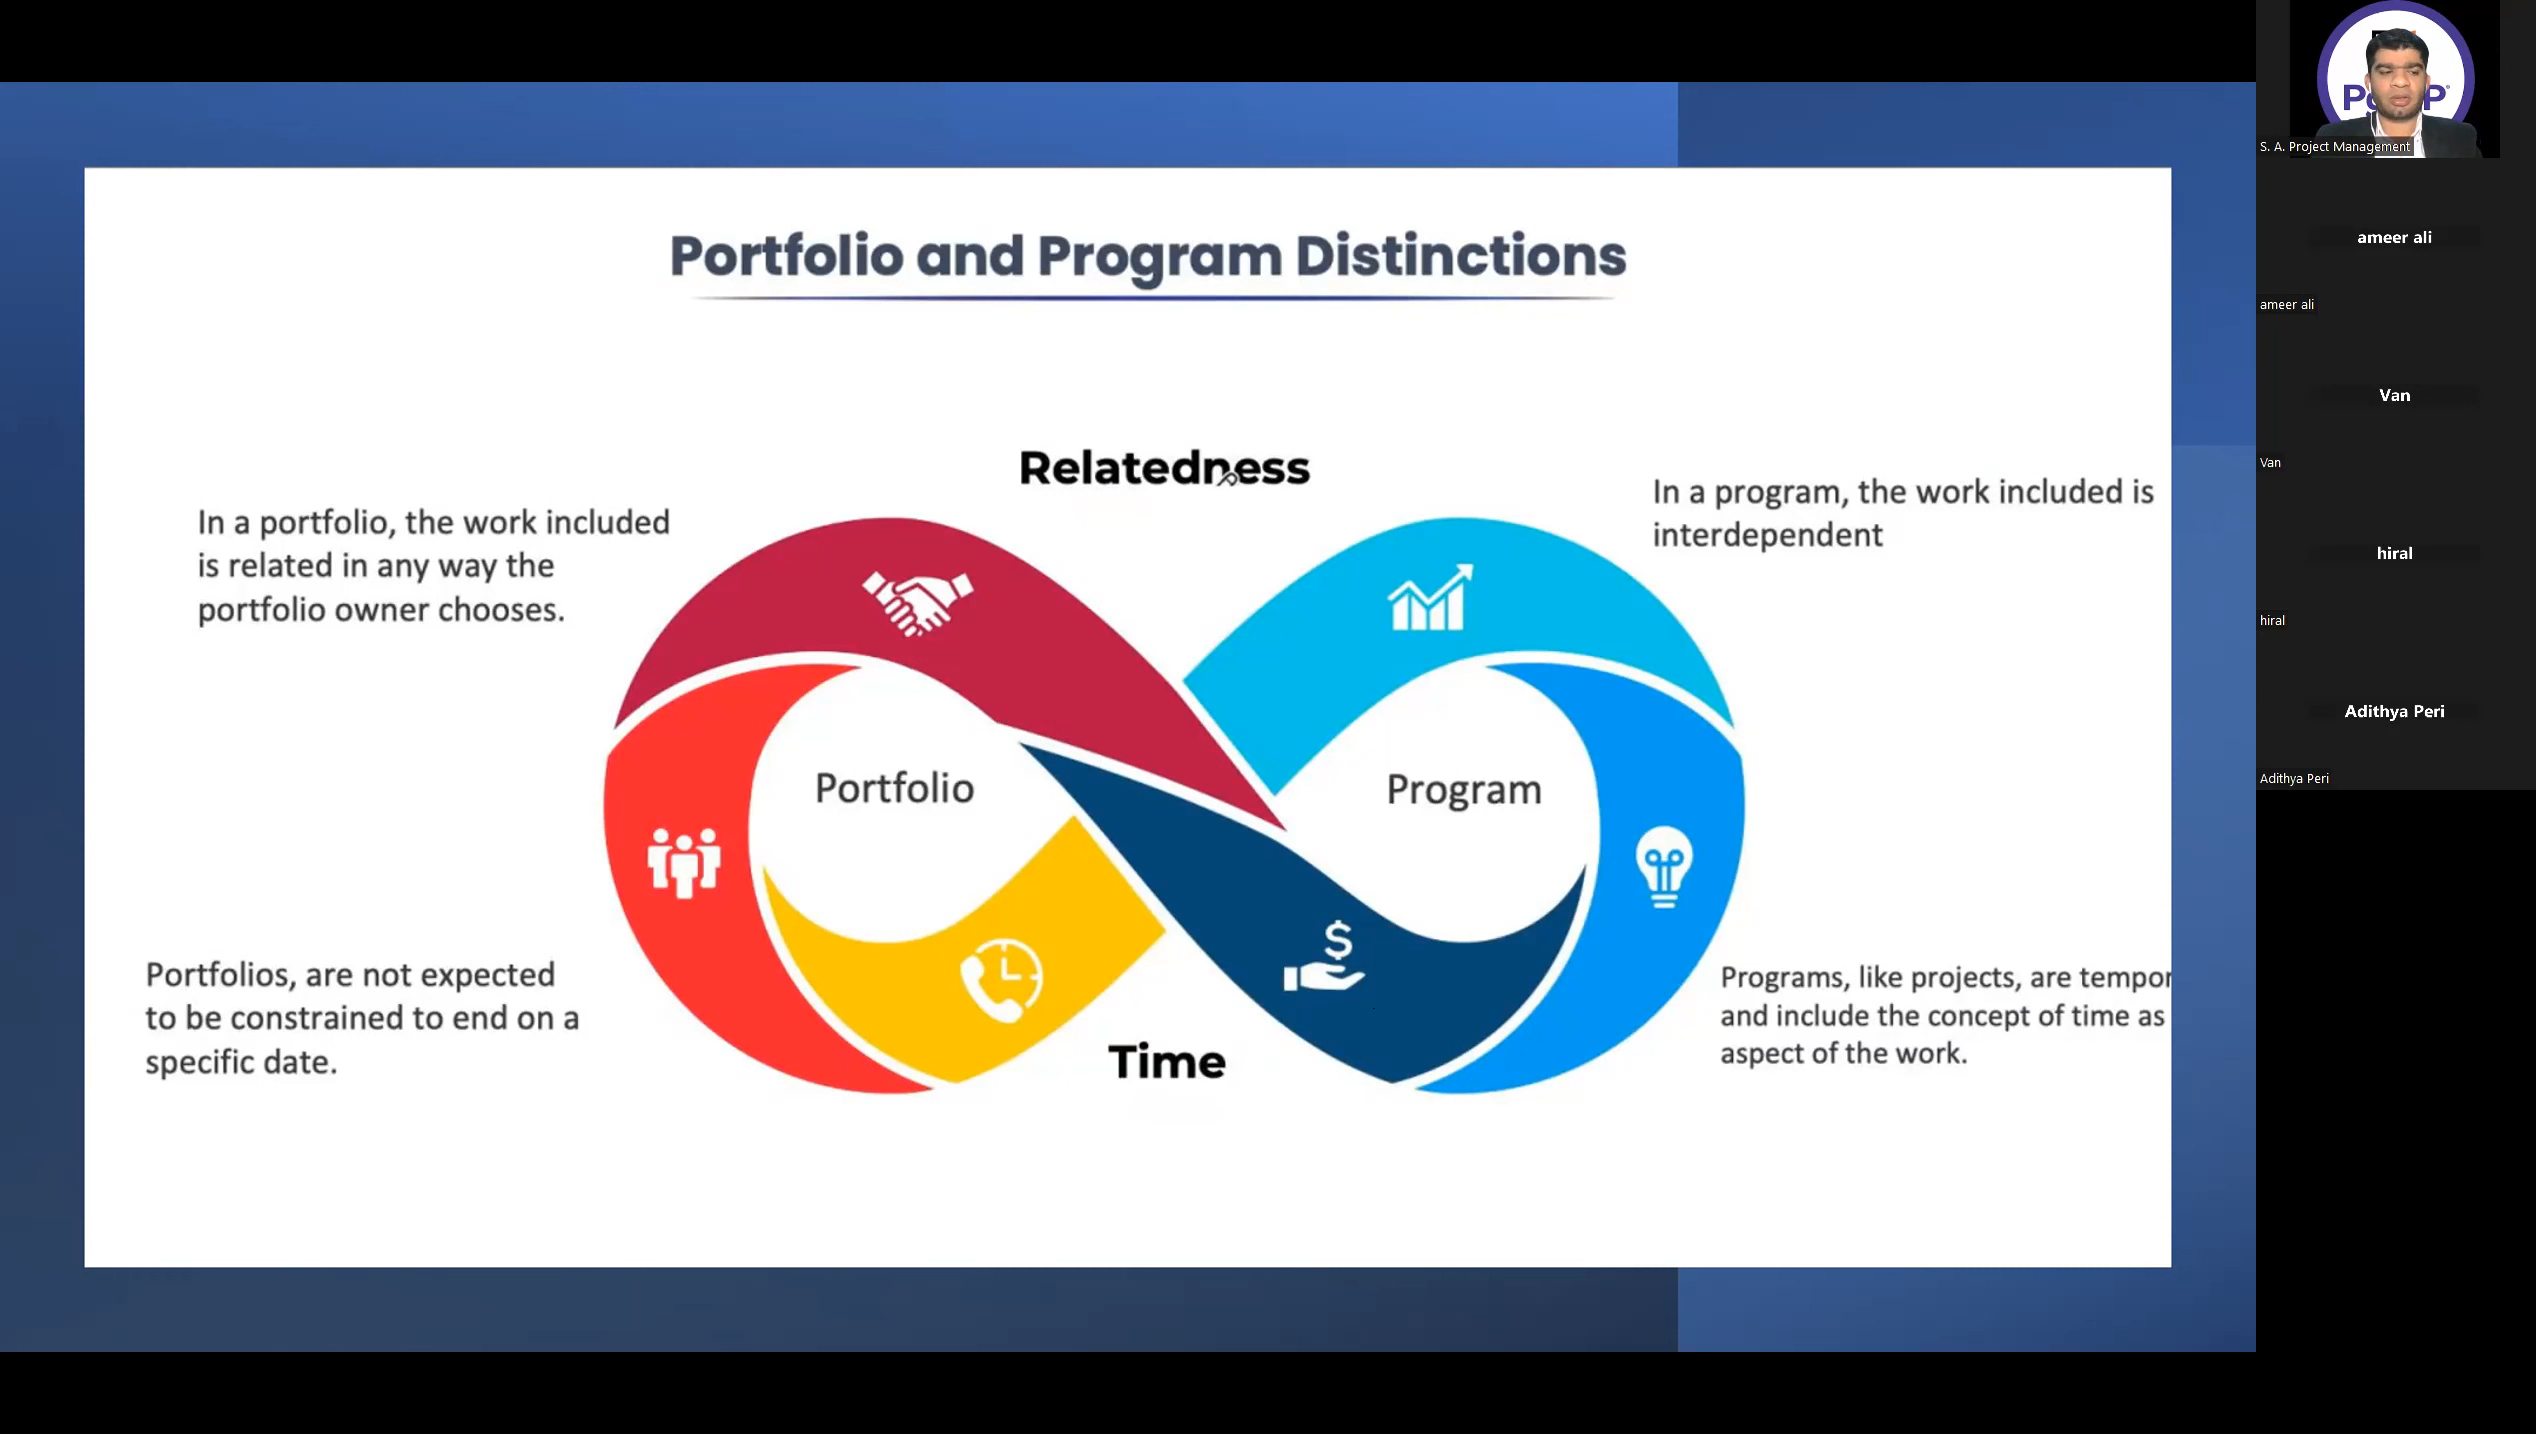 Portfolio and Program Distinctions
Relatedness
In a portfolio, the work included
is related in any way the
portfolio owner chooses.
In a program, the work included is
interdependent
Portfolio
Program
Portfolios, are not expected
to be constrained to end on a
specific date.
Time
Programs, like projects, are
and include the concept of time as
aspect of the work.
S. A. Project Management
ameer ali
ameer ali
Van
Van
hiral
hiral
Adithya Peri
Adithya Peri